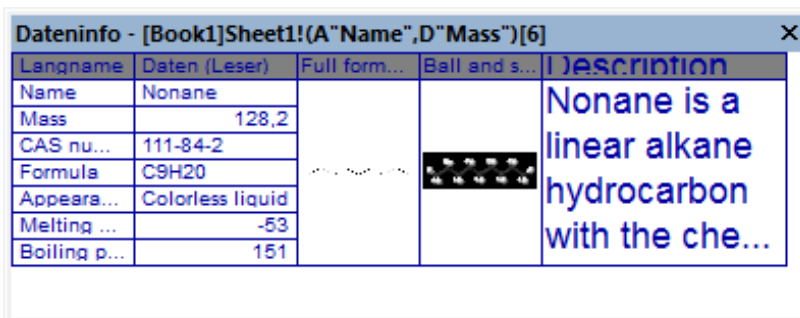 Dateninfo - [Book1]Sheet1!(A"Name",D"Mass")[6]
Langname Daten (Leser) Full form... Ball and s... Description
Name Nonane
Mass 128,2
CAS nu... 111-84-2
Formula C9H20
Appeara... Colorless liquid
Melting ... -53
Boiling p... 151
Nonane is a
linear alkane
hydrocarbon
with the che...